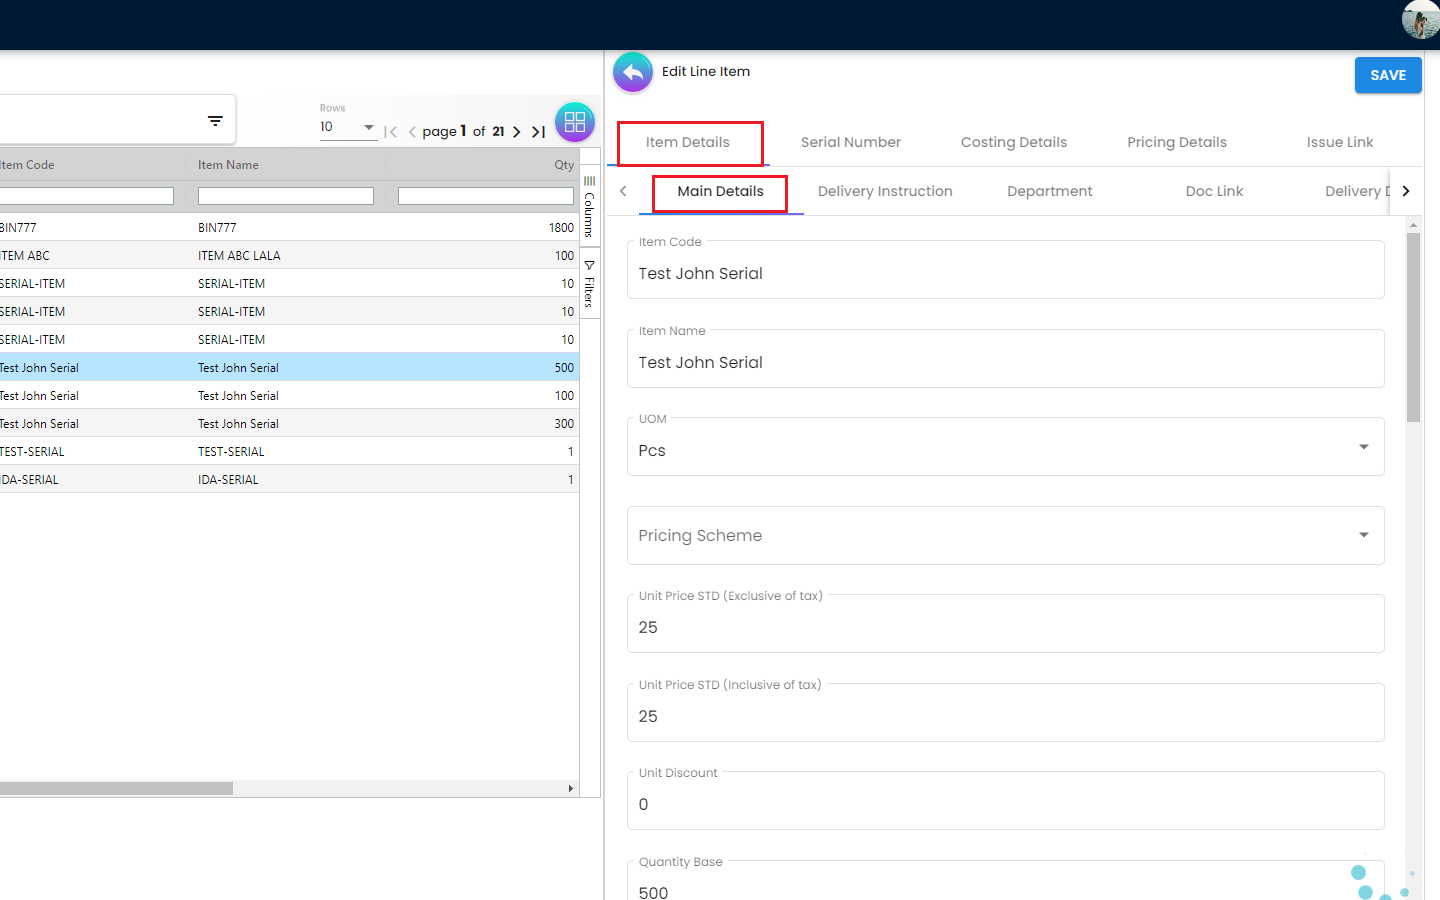 Edit Line Item
SAVE
Rows
10
page 1 of 21
Item Details
Serial Number
Costing Details
Pricing Details
Issue Link
Main Details
Delivery Instruction
Department
Doc Link
Delivery D
Item Code Item Name Qty
BIN777 BIN777 1800
ITEM ABC ITEM ABC LALA 100
SERIAL-ITEM SERIAL-ITEM 10
SERIAL-ITEM SERIAL-ITEM 10
SERIAL-ITEM SERIAL-ITEM 10
Test John Serial Test John Serial 500
Test John Serial Test John Serial 100
Test John Serial Test John Serial 300
TEST-SERIAL TEST-SERIAL 1
IDA-SERIAL IDA-SERIAL 1
Columns
Filters
Item Code
Test John Serial
Item Name
Test John Serial
UOM
Pcs
Pricing Scheme
Unit Price STD (Exclusive of tax)
25
Unit Price STD (Inclusive of tax)
25
Unit Discount
0
Quantity Base
500